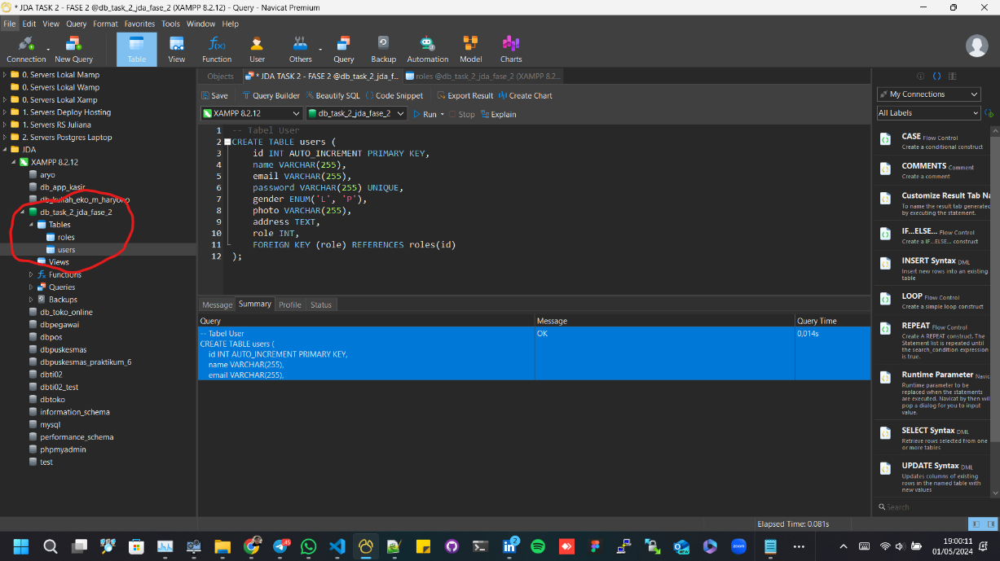 * JDA TASK 2 - FASE 2 @db_task_2_jda_fase_2 (XAMPP 8.2.12) - Query - Navicat Premium
File Edit View Query Format Favorites Tools Window Help
Connection New Query Table View Function User Others Query Backup Automation Model Charts
0. Servers Lokal Mamp
0. Servers Lokal Wamp
0. Servers Lokal Xamp
1. Servers Deploy Hosting
1. Servers RS Juliana
2. Servers Postgres Laptop
JDA
XAMPP 8.2.12
aryo
db_app_kasir
db_kuliah_eko_m_haryono
db_task_2_jda_fase_2
Tables
roles
users
Views
Functions
Queries
Backups
db_toko_online
dbpegawai
dbpos
dbpuskesmas
dbpuskesmas_praktikum_6
dbti02
dbti02_test
dbtoko
information_schema
mysql
performance_schema
phpmyadmin
test
Objects * JDA TASK 2 - FASE 2 @db_task_2_jda_f... roles @db_task_2_jda_fase_2 (XAMPP 8.2...
Save Query Builder Beautify SQL () Code Snippet Export Result Create Chart
XAMPP 8.2.12 db_task_2_jda_fase_2 Run Stop Explain
1 -- Tabel User
2 CREATE TABLE users (
3 id INT AUTO_INCREMENT PRIMARY KEY,
4 name VARCHAR(255),
5 email VARCHAR(255),
6 password VARCHAR(255) UNIQUE,
7 gender ENUM('L', 'P'),
8 photo VARCHAR(255),
9 address TEXT,
10 role INT,
11 FOREIGN KEY (role) REFERENCES roles(id)
12 );
Message Summary Profile Status
Query Message Query Time
-- Tabel User OK 0,014s
CREATE TABLE users (
id INT AUTO_INCREMENT PRIMARY KEY,
name VARCHAR(255),
email VARCHAR(255),
My Connections
All Labels
CASE Flow Control
Create a conditional construct
COMMENTS Comment
Create a comment
Customize Result Tab Na
To name the result tab generated
by executing the statement.
IF...ELSE... Flow Control
Create a IF...ELSE... construct
INSERT Syntax DML
Insert new rows into an existing
table
LOOP Flow Control
Create a simple loop construct
REPEAT Flow Control
Create A REPEAT construct. The
Statement list is repeated until
the search_condition expression
is true.
Runtime Parameter Navic
Runtime parameter to be
replaced when the statements
are executed. Navicat by then will
pop a dialog for you to input
value.
SELECT Syntax DML
Retrieve rows selected from one
or more tables
UPDATE Syntax DML
Updates columns of existing
rows in the named table with
new values
Search
Elapsed Time: 0.081s
45
2
NEW
zoom
19:00:11
01/05/2024